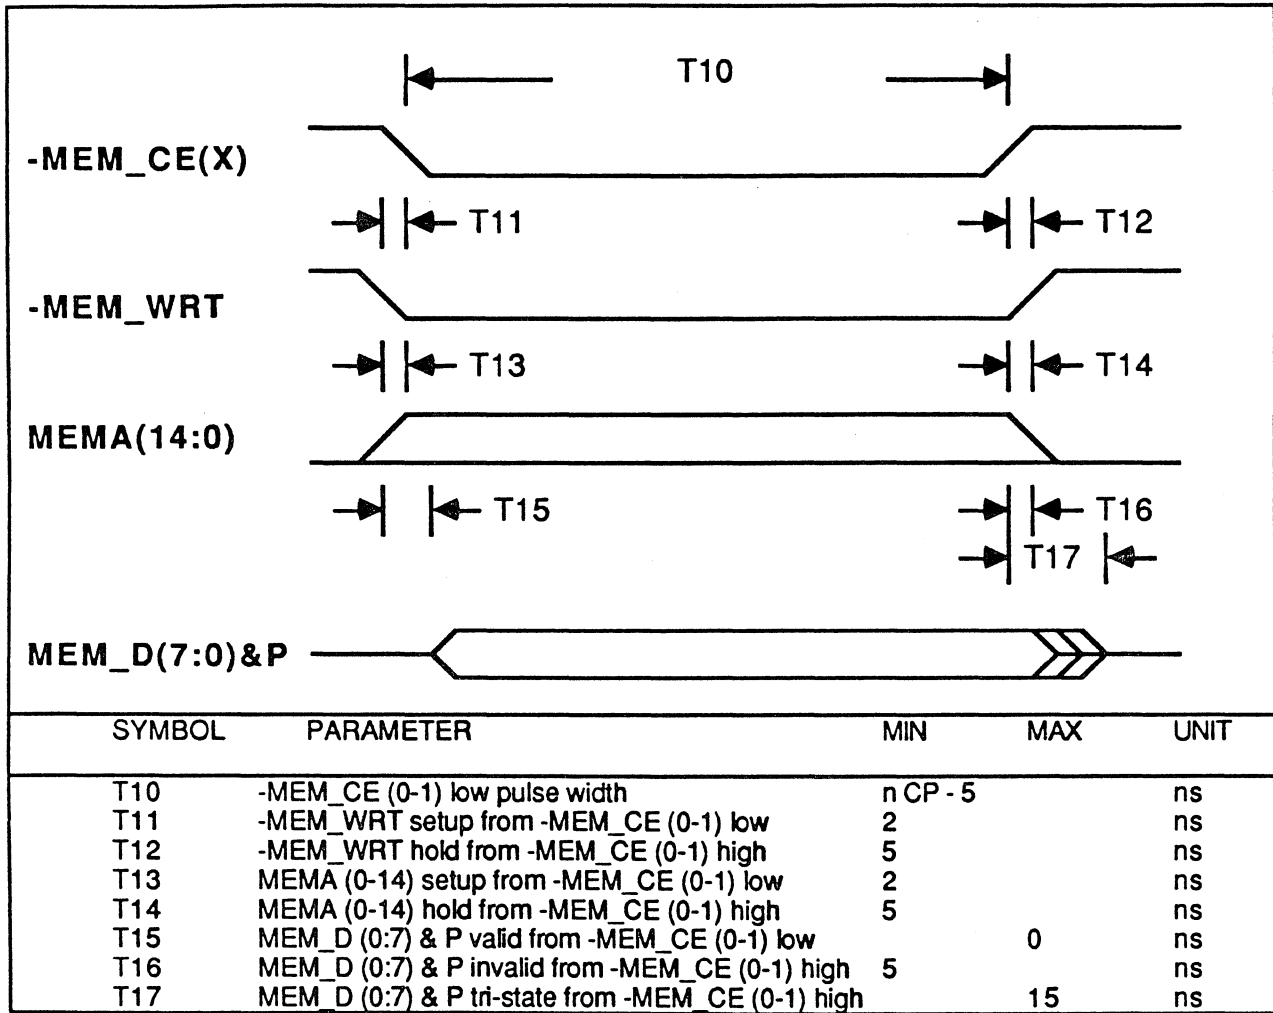 T10
-MEM_CE(X)
T11 T12
-MEM_WRT
T13 T14
MEMA(14:0)
T15 T16
T17
MEM_D(7:0)&P
SYMBOL PARAMETER MIN MAX UNIT
T10 -MEM_CE (0-1) low pulse width n CP - 5 ns
T11 -MEM_WRT setup from -MEM_CE (0-1) low 2 ns
T12 -MEM_WRT hold from -MEM_CE (0-1) high 5 ns
T13 MEMA (0-14) setup from -MEM_CE (0-1) low 2 ns
T14 MEMA (0-14) hold from -MEM_CE (0-1) high 5 ns
T15 MEM_D (0:7) & P valid from -MEM_CE (0-1) low 0 ns
T16 MEM_D (0:7) & P invalid from -MEM_CE (0-1) high 5 ns
T17 MEM_D (0:7) & P tri-state from -MEM_CE (0-1) high 15 ns